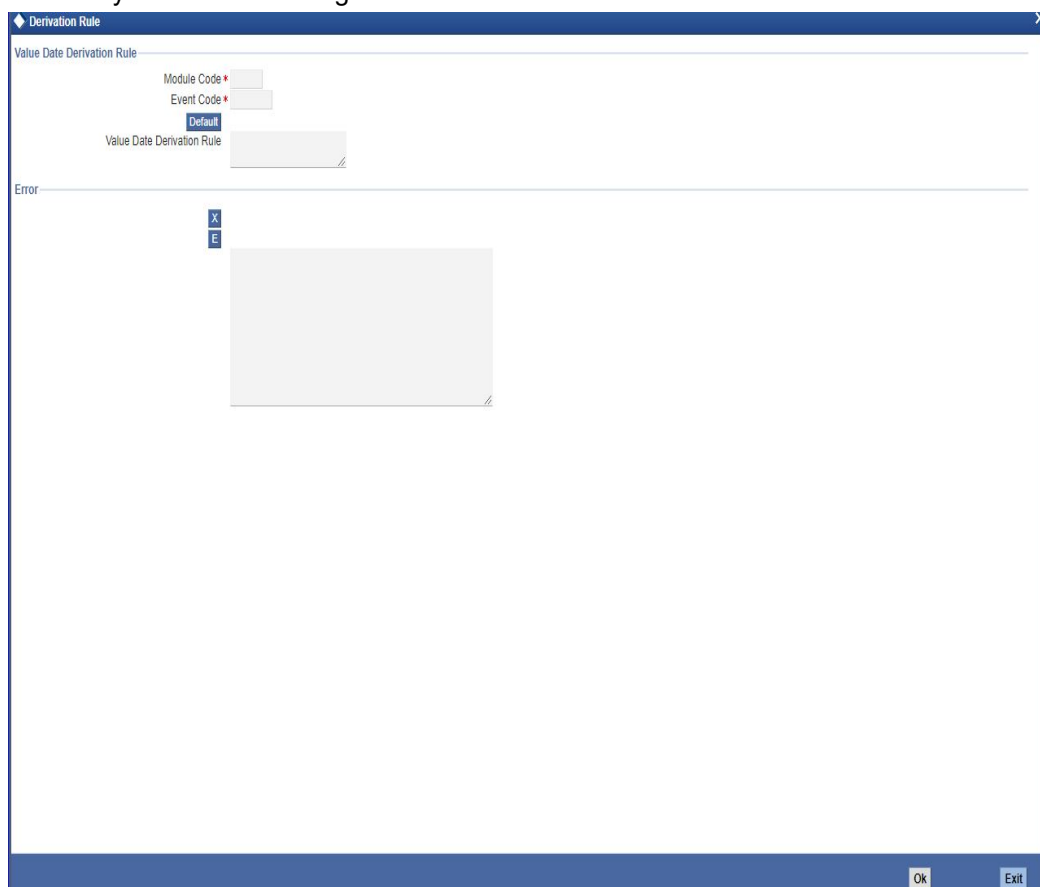 Derivation Rule X
Value Date Derivation Rule
Module Code *
Event Code *
Default
Value Date Derivation Rule
Error
X
E
Ok Exit